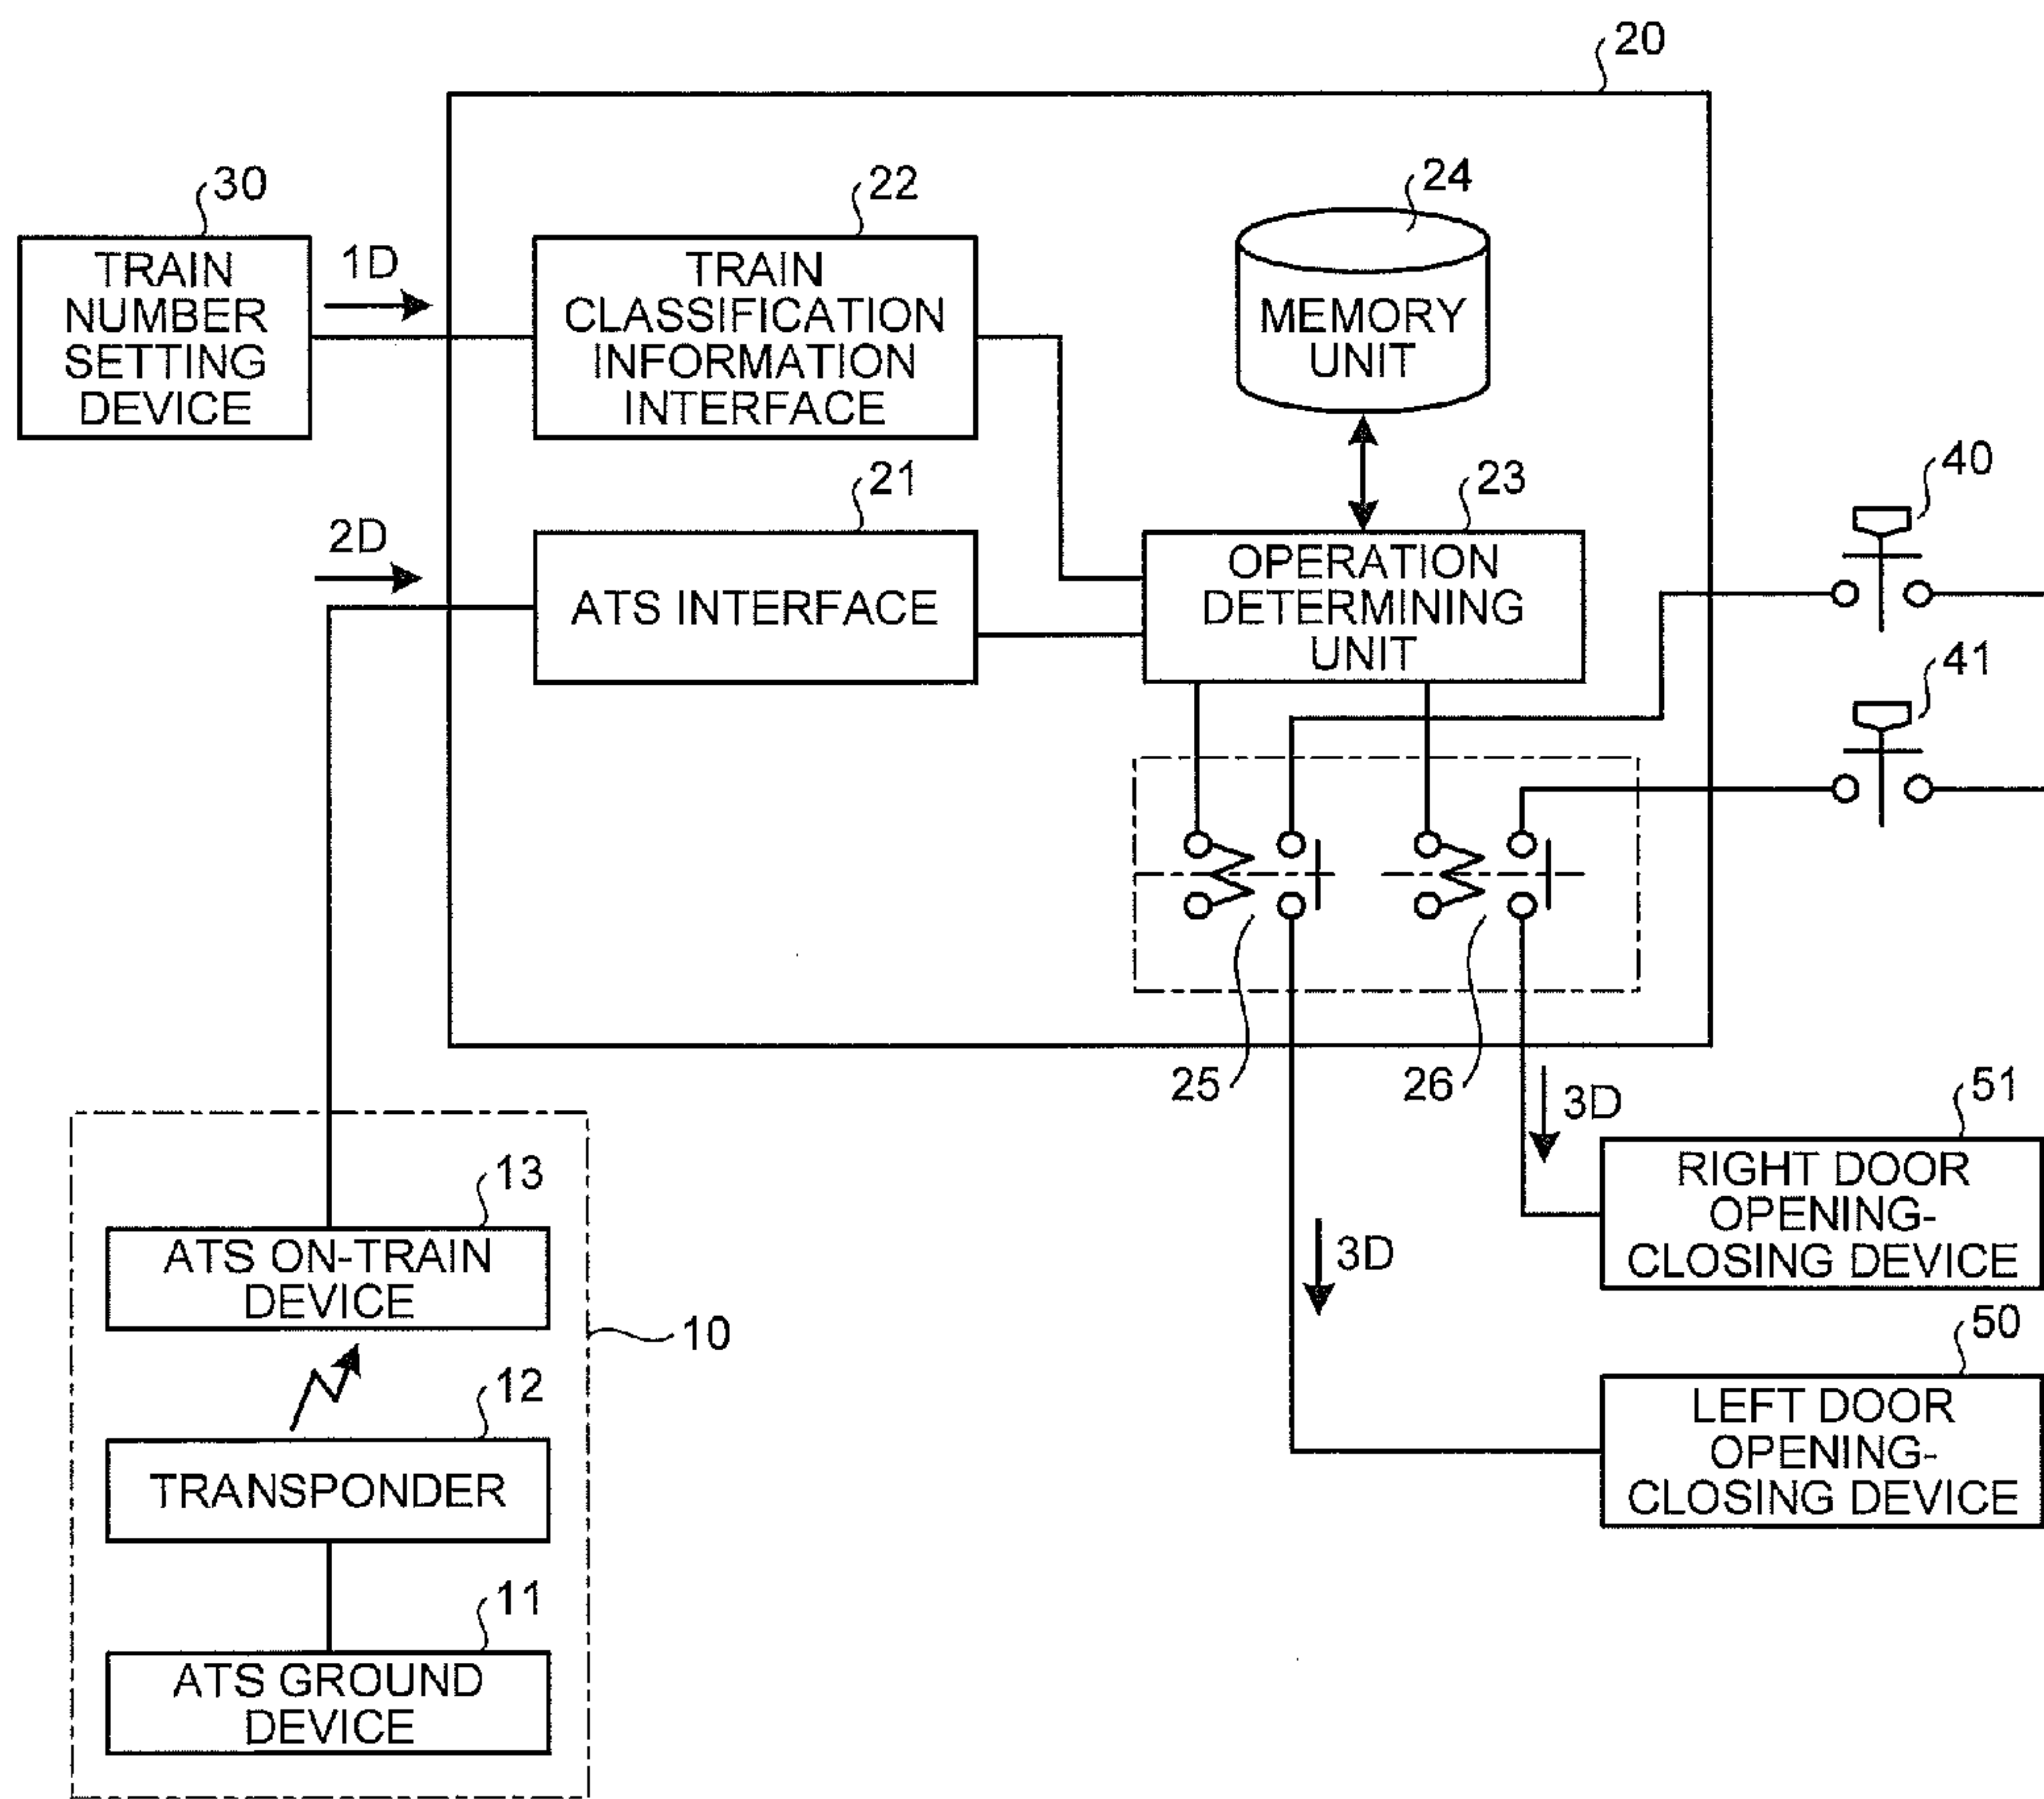 20
30
22
24
1D
TRAIN
NUMBER
SETTING
DEVICE
TRAIN
CLASSIFICATION
INFORMATION
INTERFACE
MEMORY
UNIT
21
23
40
2D
ATS INTERFACE
OPERATION
DETERMINING
UNIT
41
25
26
3D
51
RIGHT DOOR
OPENING-
CLOSING DEVICE
13
ATS ON-TRAIN
DEVICE
3D
10
50
LEFT DOOR
OPENING-
CLOSING DEVICE
12
TRANSPONDER
11
ATS GROUND
DEVICE